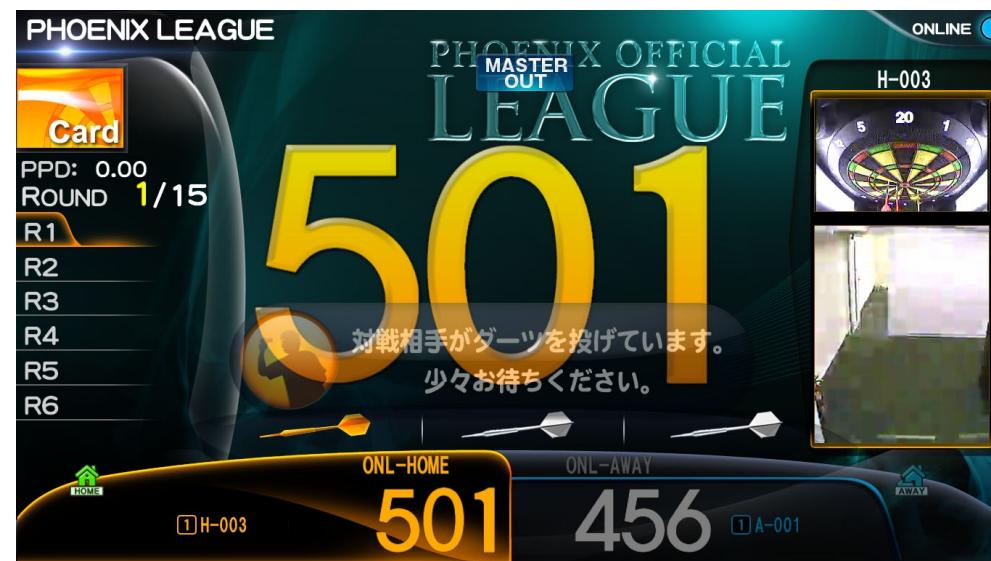 PHOENIX LEAGUE
ONLINE
PHOENIX OFFICIAL
LEAGUE
MASTER
OUT
H-003
Card
5 20 1
PPD: 0.00
ROUND 1/15
R1
R2
R3
R4
R5
R6
501
対戦相手がダーツを投げています。
少々お待ちください。
ONL-HOME
ONL-AWAY
HOME
AWAY
1 H-003
501
456
1 A-001